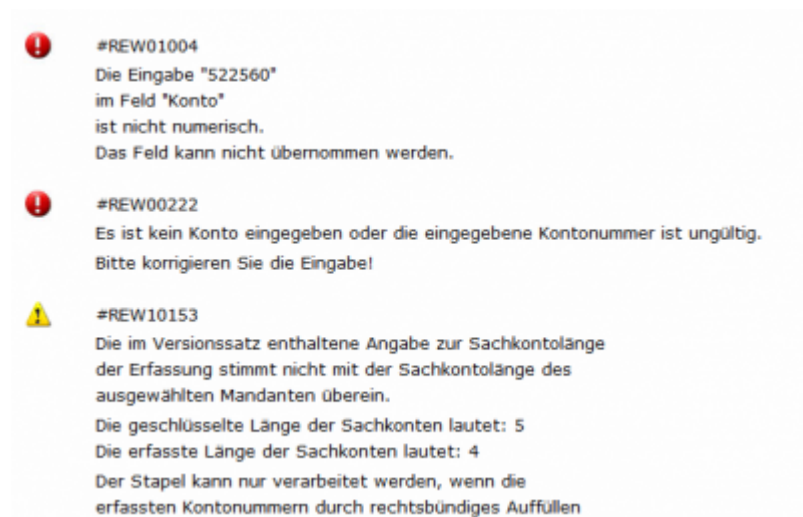 #REW01004
Die Eingabe "522560"
im Feld "Konto"
ist nicht numerisch.
Das Feld kann nicht übernommen werden.
#REW00222
Es ist kein Konto eingegeben oder die eingegebene Kontonummer ist ungültig.
Bitte korrigieren Sie die Eingabe!
#REW10153
Die im Versionssatz enthaltene Angabe zur Sachkontolänge
der Erfassung stimmt nicht mit der Sachkontolänge des
ausgewählten Mandanten überein.
Die geschlüsselte Länge der Sachkonten lautet: 5
Die erfasste Länge der Sachkonten lautet: 4
Der Stapel kann nur verarbeitet werden, wenn die
erfassten Kontonummern durch rechtsbündiges Auffüllen